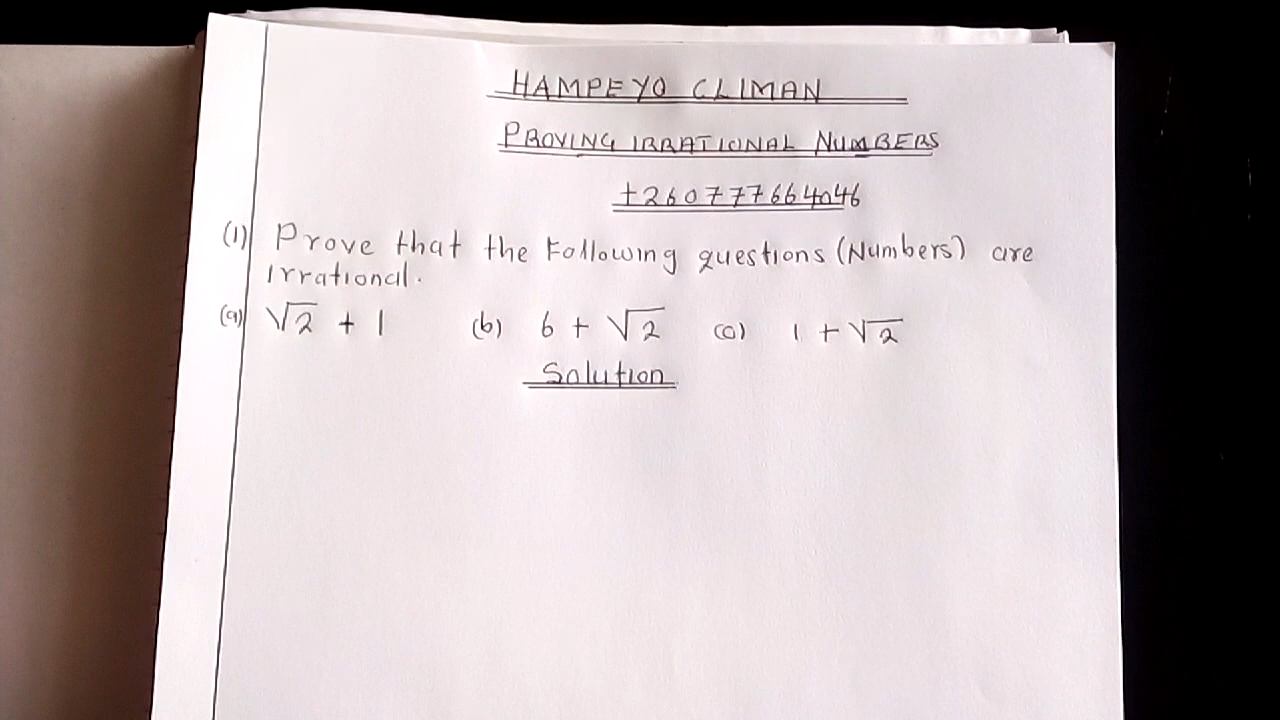 HAMPEYO CLIMAN
PROVING IRRATIONAL NUMBERS
+260777664046
(1) Prove that the Following questions (Numbers) are
Irrational.
(a) √2 + 1 (b) 6 + √2 (c) 1 + √2
Solution